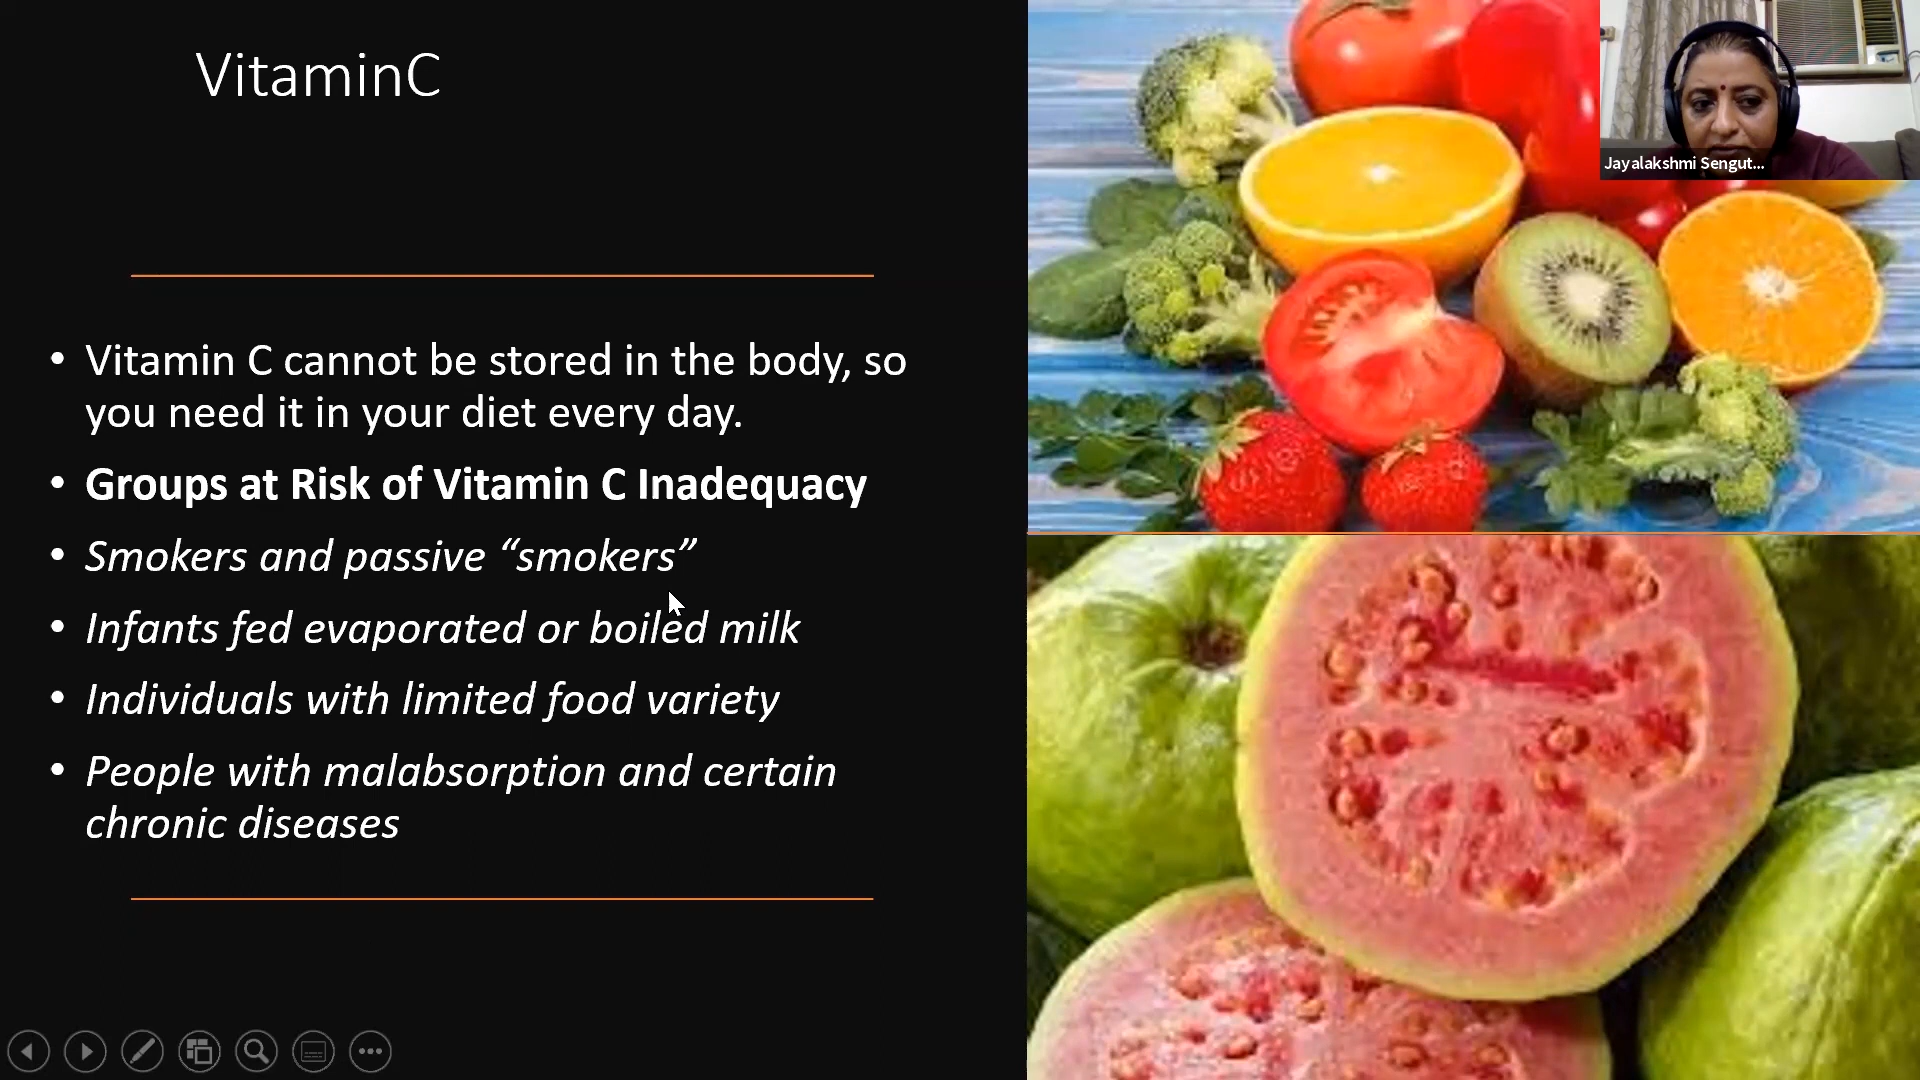 VitaminC
Jayalakshmi Sengut...
• Vitamin C cannot be stored in the body, so
you need it in your diet every day.
• Groups at Risk of Vitamin C Inadequacy
• Smokers and passive “smokers”
• Infants fed evaporated or boiled milk
• Individuals with limited food variety
• People with malabsorption and certain
chronic diseases